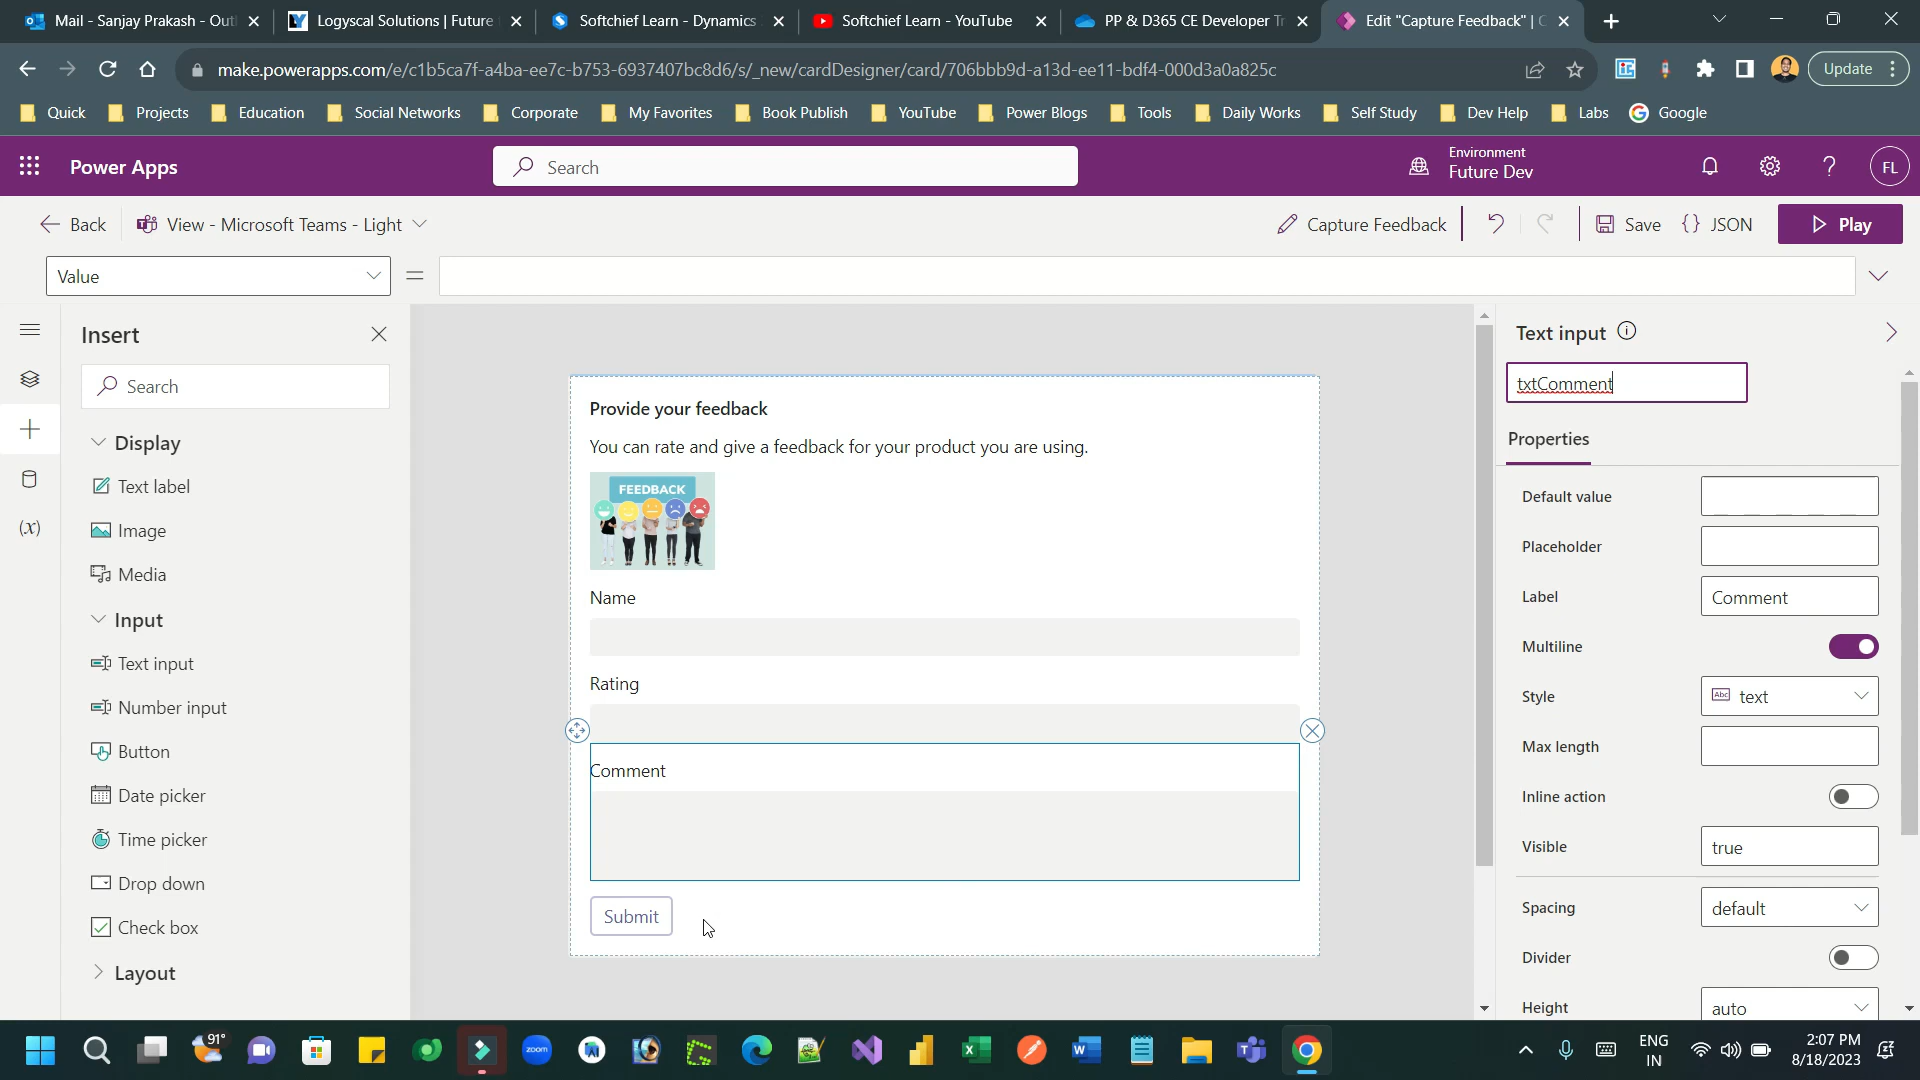 Mail - Sanjay Prakash - Outl
Logyscal Solutions | Future
Softchief Learn - Dynamics
Softchief Learn - YouTube
PP & D365 CE Developer Tr
Edit "Capture Feedback" | C
make.powerapps.com/e/c1b5ca7f-a4ba-ee7c-b753-6937407bc8d6/s/_new/cardDesigner/card/706bbb9d-a13d-ee11-bdf4-000d3a0a825c
Update
Quick
Projects
Education
Social Networks
Corporate
My Favorites
Book Publish
YouTube
Power Blogs
Tools
Daily Works
Self Study
Dev Help
Labs
Google
Power Apps
Search
Environment
Future Dev
FL
Back
View - Microsoft Teams - Light
Capture Feedback
Save
{} JSON
Play
Value
=
Insert
Search
Display
Text label
Image
Media
Input
Text input
Number input
Button
Date picker
Time picker
Drop down
Check box
Layout
(x)
Provide your feedback
You can rate and give a feedback for your product you are using.
FEEDBACK
Name
Rating
Comment
Submit
Text input
txtComment
Properties
Default value
Placeholder
Label
Comment
Multiline
Style
Abc text
Max length
Inline action
Visible
true
Spacing
default
Divider
Height
auto
91°
zoom
ENG
IN
2:07 PM
8/18/2023